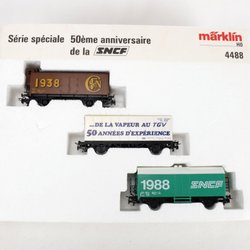 Série spéciale 50ème anniversaire
de la SNCF
märklin
HO
4488
1938
... DE LA VAPEUR AU TGV
50 ANNÉES D'EXPÉRIENCE
1988 SNCF